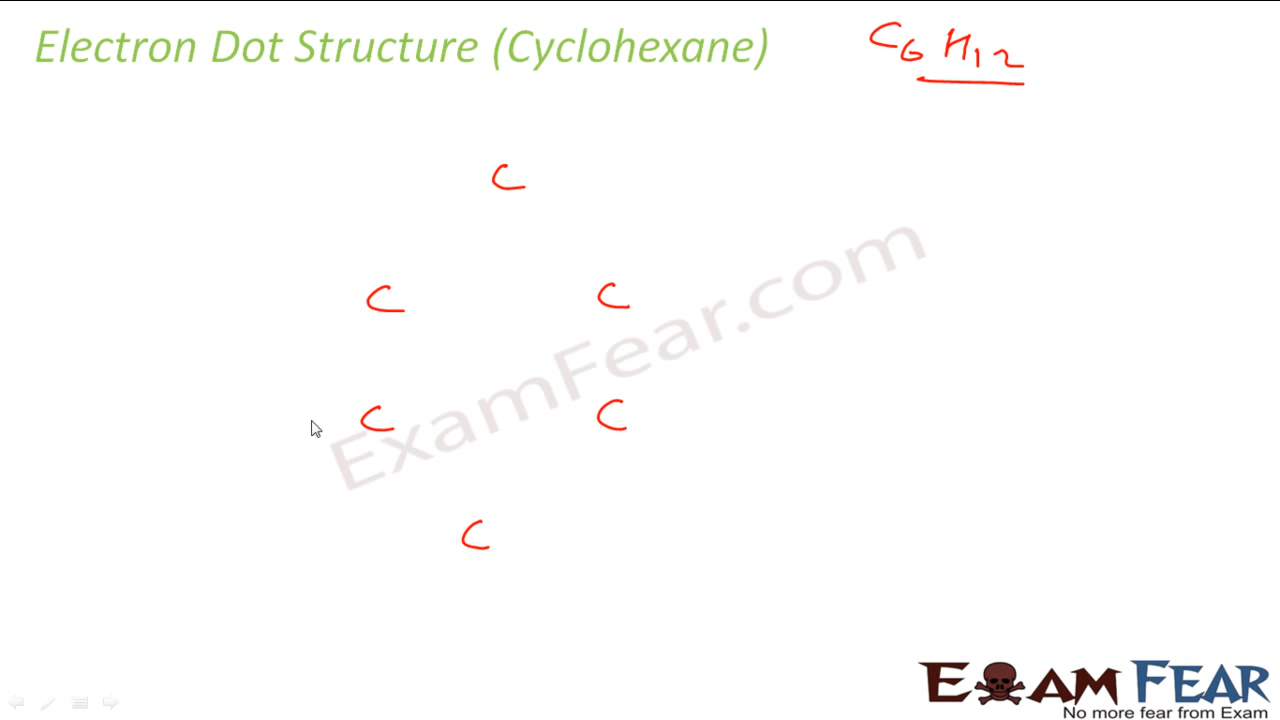 Electron Dot Structure (Cyclohexane)
C6 H12
C
C C
ExamFear.com
C C
C
EXAM FEAR
No more fear from Exam